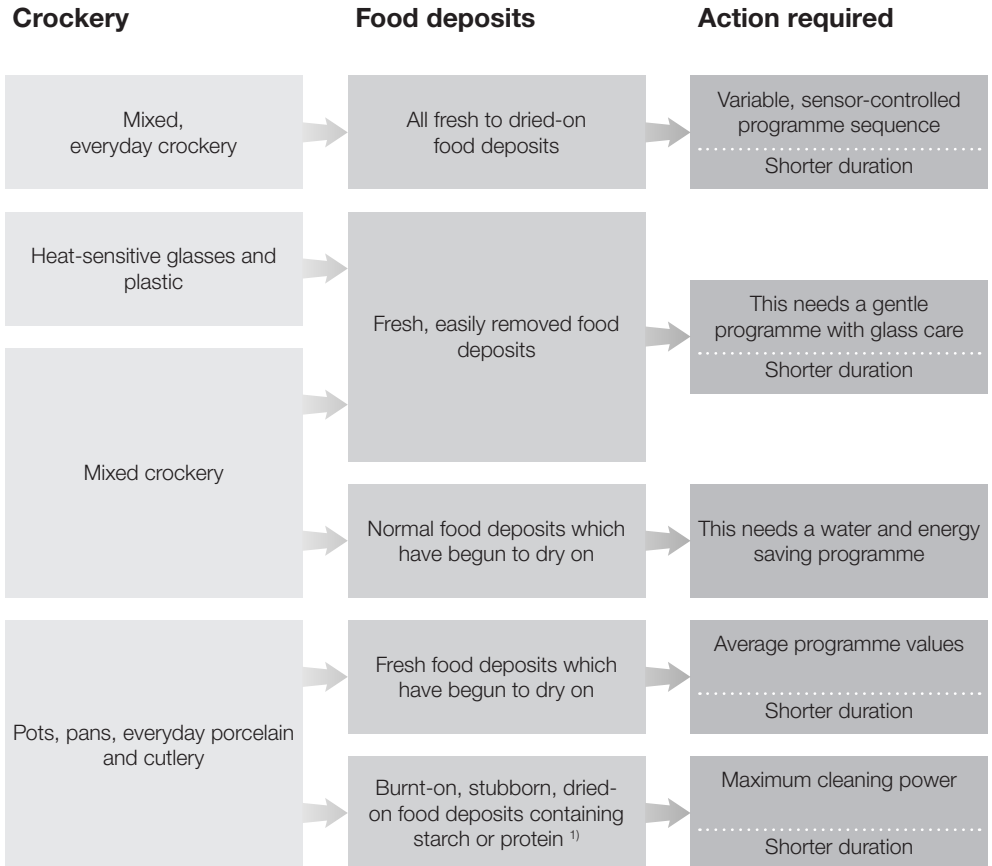 Crockery
Food deposits
Action required
Mixed,
everyday crockery
All fresh to dried-on
food deposits
Variable, sensor-controlled
programme sequence
Shorter duration
Heat-sensitive glasses and
plastic
Fresh, easily removed food
deposits
This needs a gentle
programme with glass care
Shorter duration
Mixed crockery
Normal food deposits which
have begun to dry on
This needs a water and energy
saving programme
Pots, pans, everyday porcelain
and cutlery
Fresh food deposits which
have begun to dry on
Average programme values
Shorter duration
Burnt-on, stubborn, dried-
on food deposits containing
starch or protein 1)
Maximum cleaning power
Shorter duration